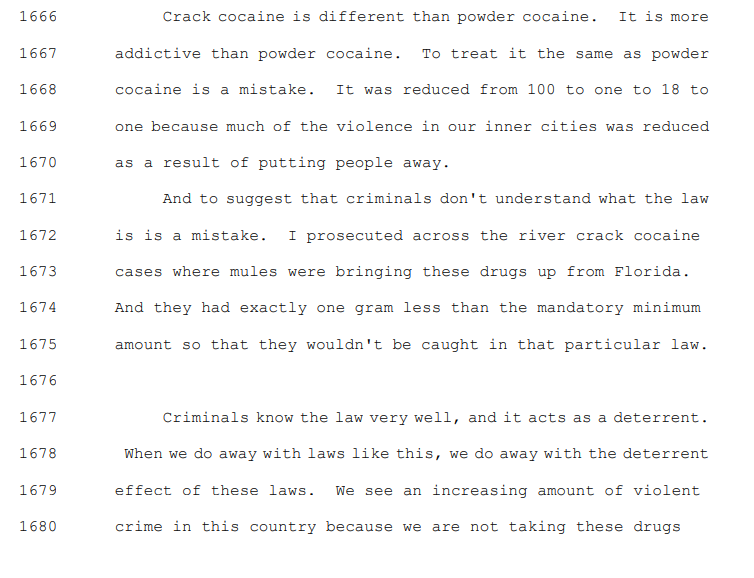 1666 Crack cocaine is different than powder cocaine. It is more
1667 addictive than powder cocaine. To treat it the same as powder
1668 cocaine is a mistake. It was reduced from 100 to one to 18 to
1669 one because much of the violence in our inner cities was reduced
1670 as a result of putting people away.
1671 And to suggest that criminals don't understand what the law
1672 is is a mistake. I prosecuted across the river crack cocaine
1673 cases where mules were bringing these drugs up from Florida.
1674 And they had exactly one gram less than the mandatory minimum
1675 amount so that they wouldn't be caught in that particular law.
1676
1677 Criminals know the law very well, and it acts as a deterrent.
1678 When we do away with laws like this, we do away with the deterrent
1679 effect of these laws. We see an increasing amount of violent
1680 crime in this country because we are not taking these drugs